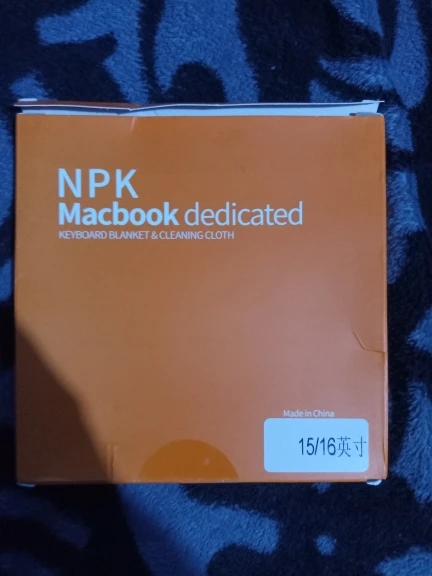 NPK
Macbook dedicated
KEYBOARD BLANKET & CLEANING CLOTH
Made in China
15/16英寸